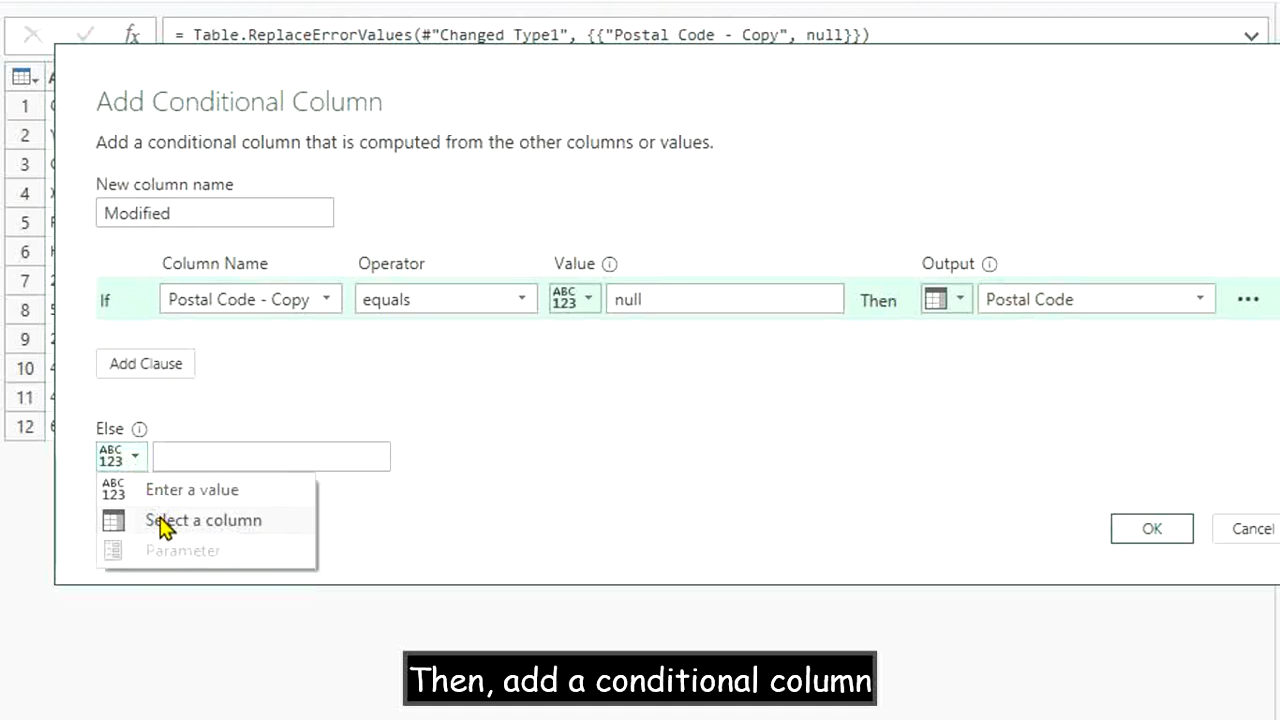 fx
= Table.ReplaceErrorValues(#"Changed Type1", {{"Postal Code - Copy", null}})
1
2
3
4
5
6
7
8
9
10
11
12
Add Conditional Column
Add a conditional column that is computed from the other columns or values.
New column name
Modified
Column Name Operator Value Output
If Postal Code - Copy equals ABC 123 null Then Postal Code ...
Add Clause
Else
ABC
123
ABC
123 Enter a value
Select a column
Parameter
OK Cancel
Then, add a conditional column